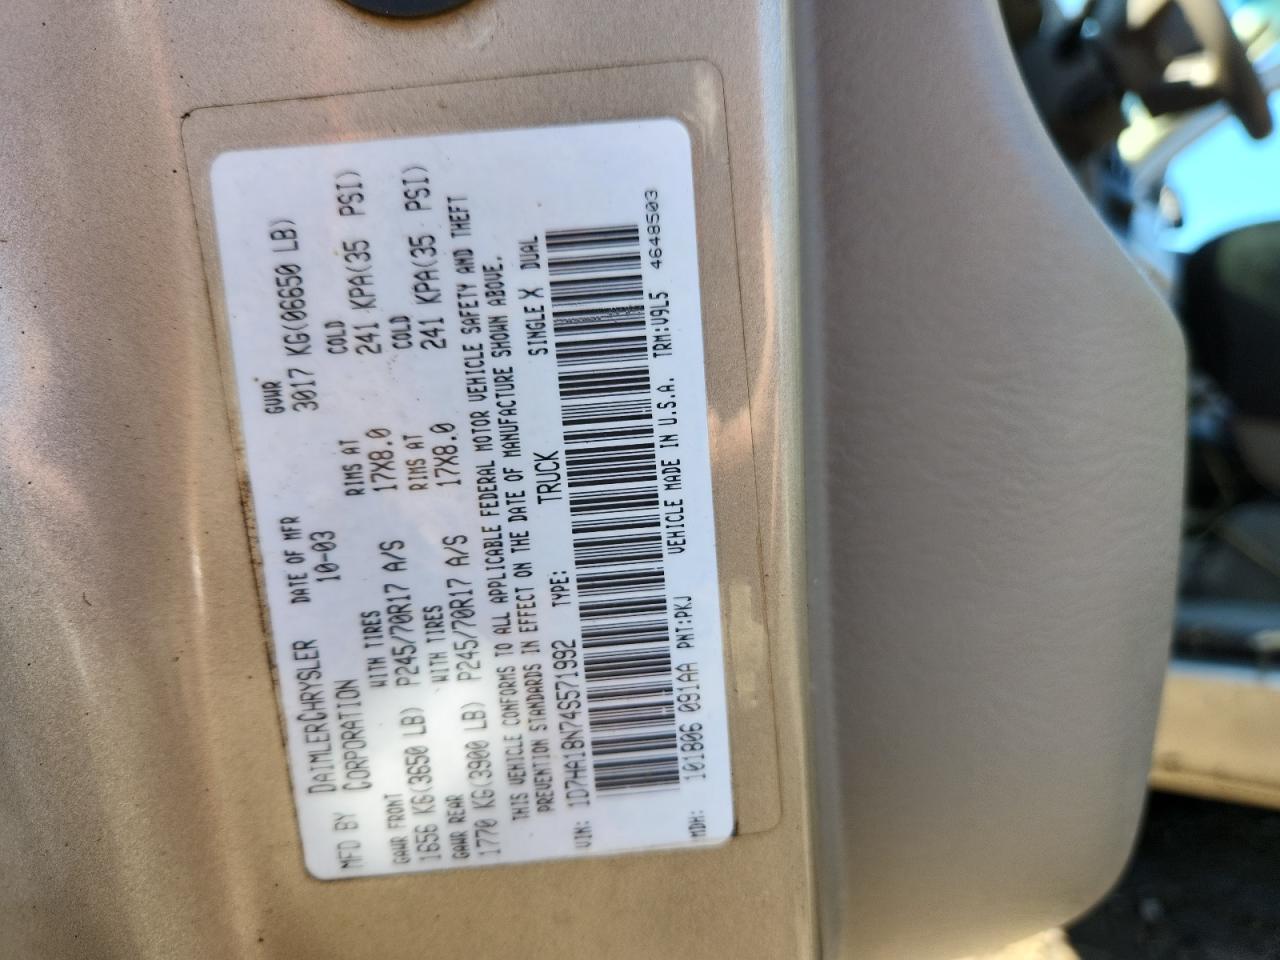 MFD BY DAIMLERCHRYSLER CORPORATION DATE OF MFR 10-03 GVWR 3017 KG(06650 LB)
GAWR FRONT WITH TIRES RIMS AT COLD
1656 KG(3650 LB) P245/70R17 A/S 17X8.0 241 KPA(35 PSI)
GAWR REAR WITH TIRES RIMS AT COLD
1770 KG(3900 LB) P245/70R17 A/S 17X8.0 241 KPA(35 PSI)
THIS VEHICLE CONFORMS TO ALL APPLICABLE FEDERAL MOTOR VEHICLE SAFETY AND THEFT
PREVENTION STANDARDS IN EFFECT ON THE DATE OF MANUFACTURE SHOWN ABOVE.
VIN: 1D7HA18N74S571992 TYPE: TRUCK SINGLE X DUAL
MDH: 101806 091AA PNT:PKJ VEHICLE MADE IN U.S.A. TRM:V9L5 4648503